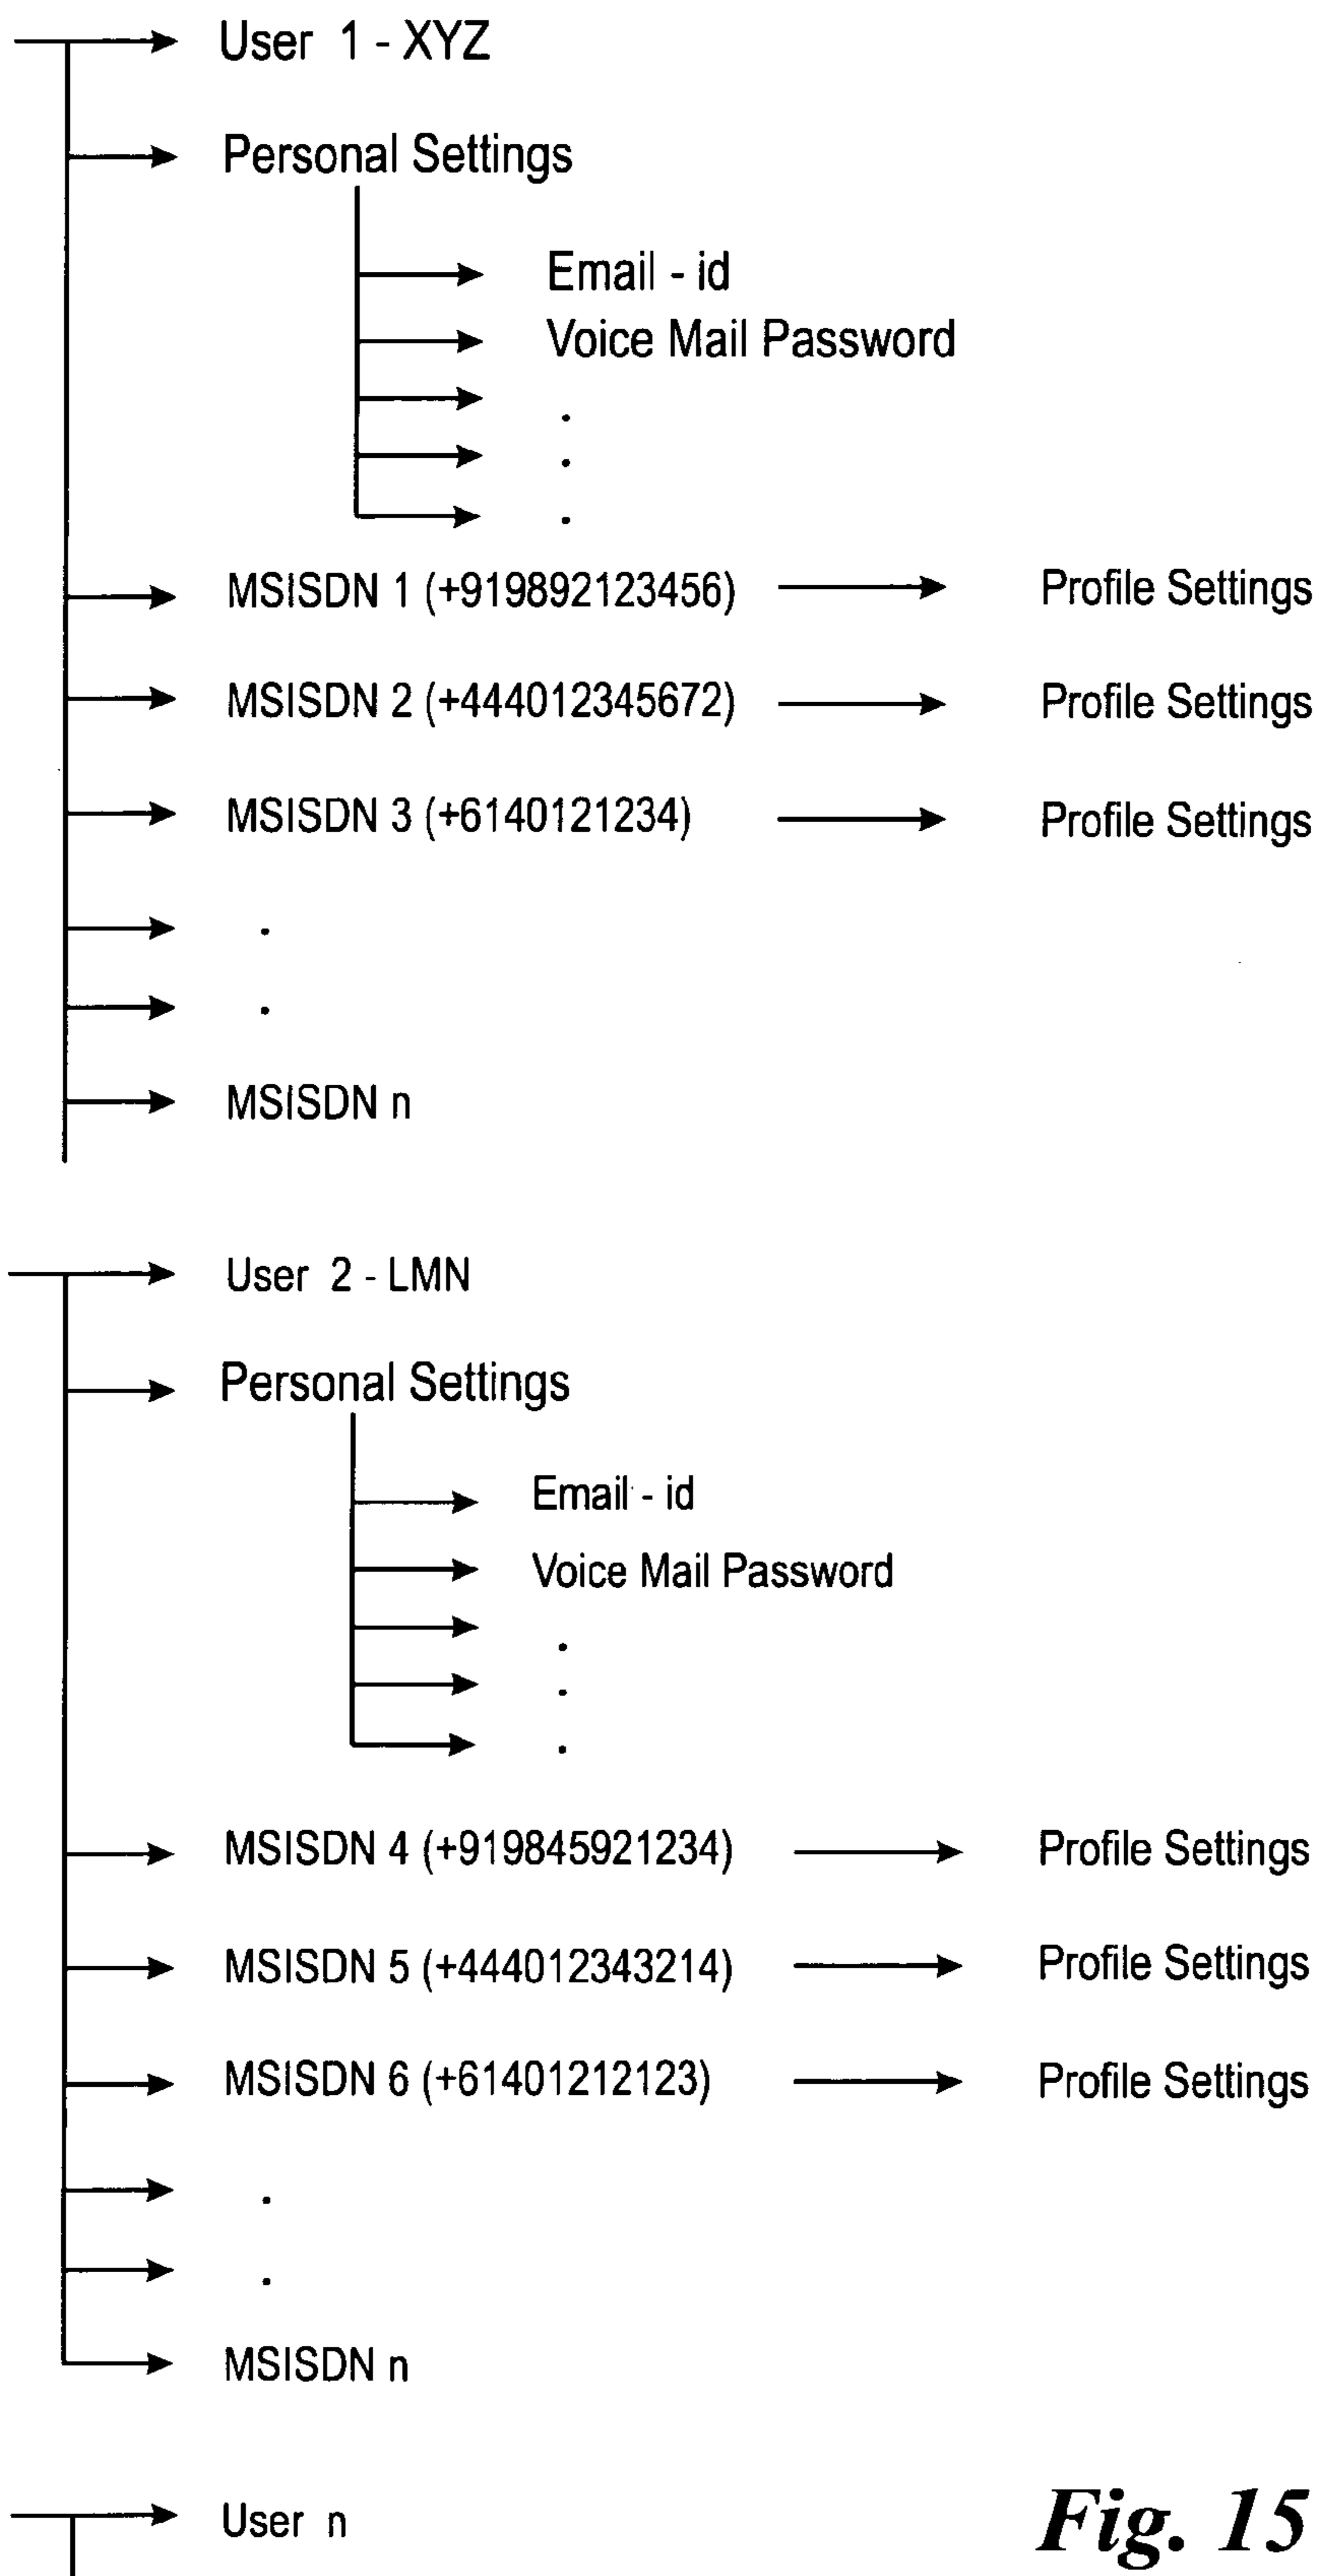 User 1 - XYZ
Personal Settings
Email - id
Voice Mail Password
.
.
.
MSISDN 1 (+919892123456) Profile Settings
MSISDN 2 (+444012345672) Profile Settings
MSISDN 3 (+6140121234) Profile Settings
.
.
MSISDN n
User 2 - LMN
Personal Settings
Email - id
Voice Mail Password
.
.
.
MSISDN 4 (+919845921234) Profile Settings
MSISDN 5 (+444012343214) Profile Settings
MSISDN 6 (+61401212123) Profile Settings
.
.
MSISDN n
User n
Fig. 15